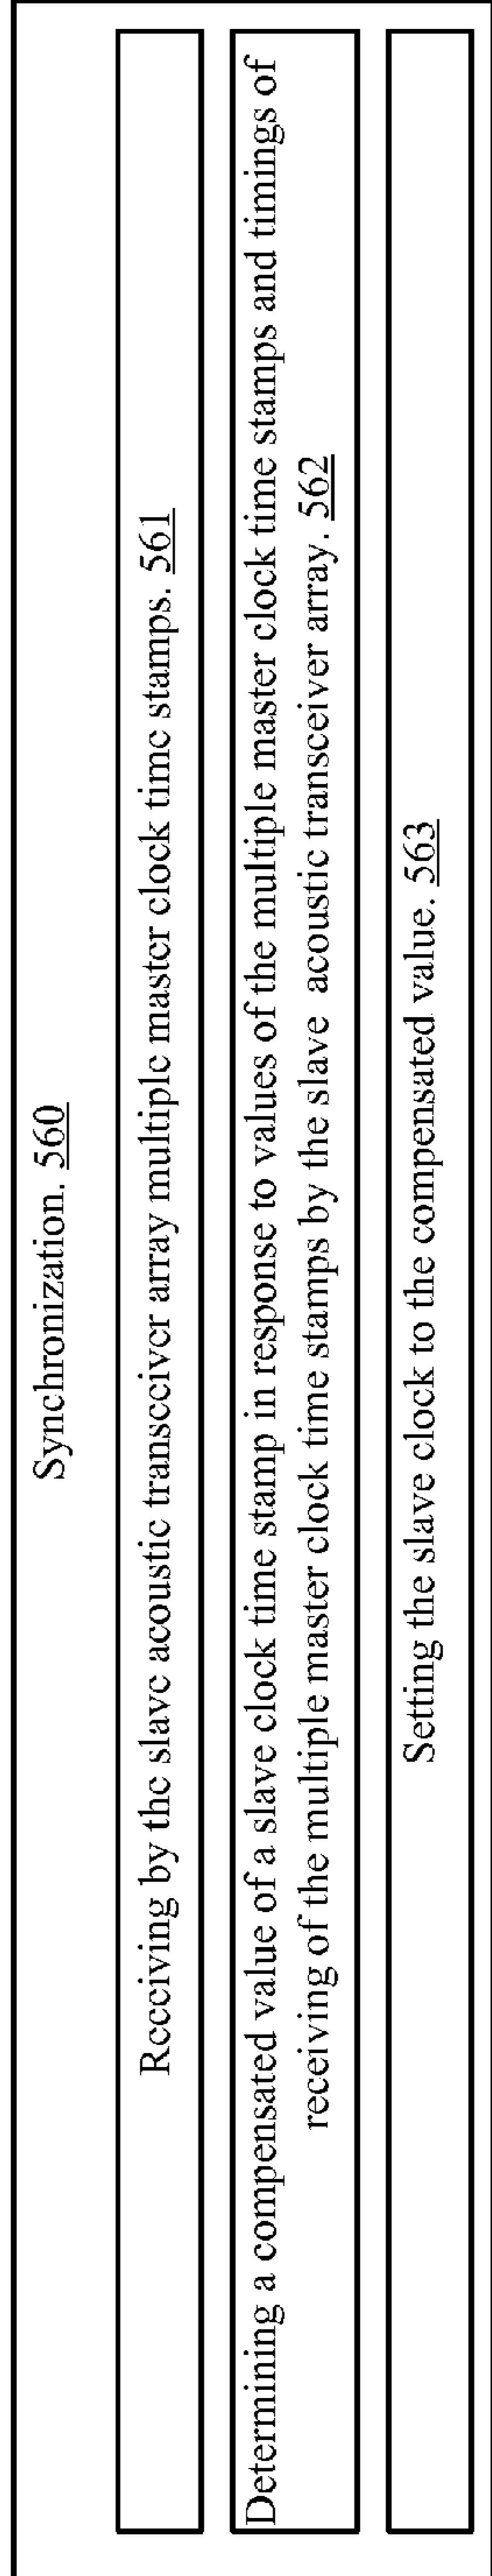 Synchronization. 560
Receiving by the slave acoustic transceiver array multiple master clock time stamps. 561
Determining a compensated value of a slave clock time stamp in response to values of the multiple master clock time stamps and timings of
receiving of the multiple master clock time stamps by the slave acoustic transceiver array. 562
Setting the slave clock to the compensated value. 563